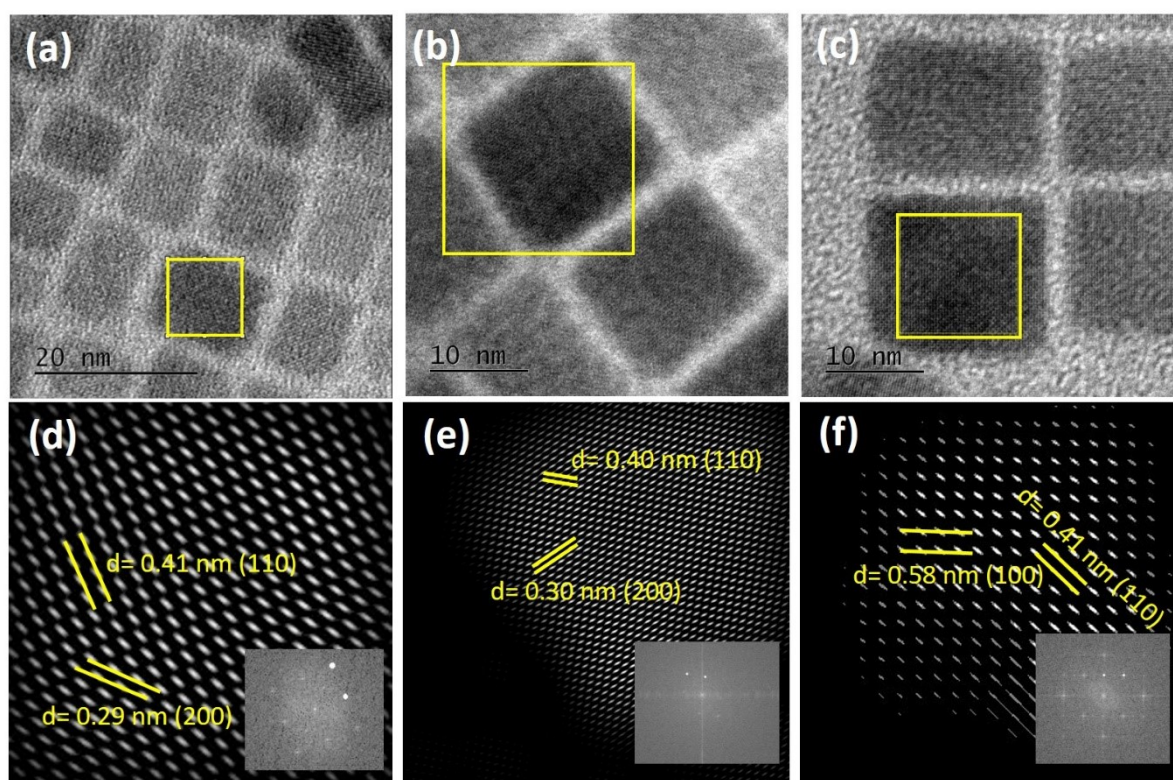 (a)
20 nm
(b)
10 nm
(c)
10 nm
(d)
d= 0.41 nm (110)
d= 0.29 nm (200)
(e)
d= 0.40 nm (110)
d= 0.30 nm (200)
(f)
d= 0.58 nm (100)
d= 0.41 nm (110)